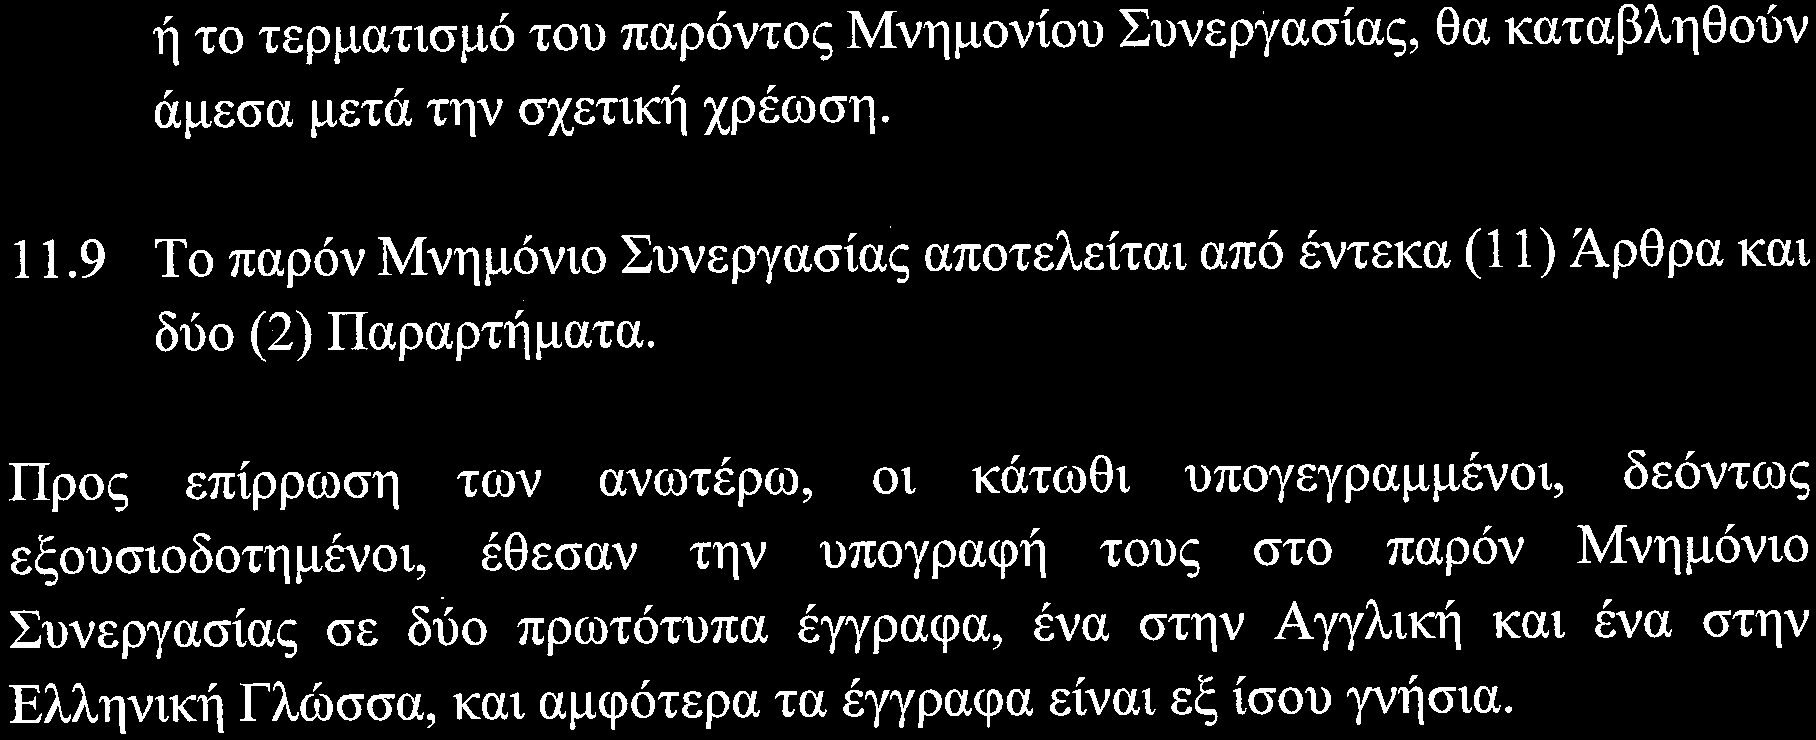 ή το τερματισμό του παρόντος Μνημονίου Συνεργασίας, θα καταβληθούν
άμεσα μετά την σχετική χρέωση.
11.9 Το παρόν Μνημόνιο Συνεργασίας αποτελείται από έντεκα (11) Άρθρα και
δύο (2) Παραρτήματα.
Προς επίρρωση των ανωτέρω, οι κάτωθι υπογεγραμμένοι, δεόντως
εξουσιοδοτημένοι, έθεσαν την υπογραφή τους στο παρόν Μνημόνιο
Συνεργασίας σε δύο πρωτότυπα έγγραφα, ένα στην Αγγλική και ένα στην
Ελληνική Γλώσσα, και αμφότερα τα έγγραφα είναι εξ ίσου γνήσια.